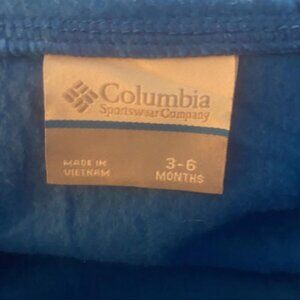 Columbia
Sportswear Company
MADE IN
VIETNAM
3-6
MONTHS